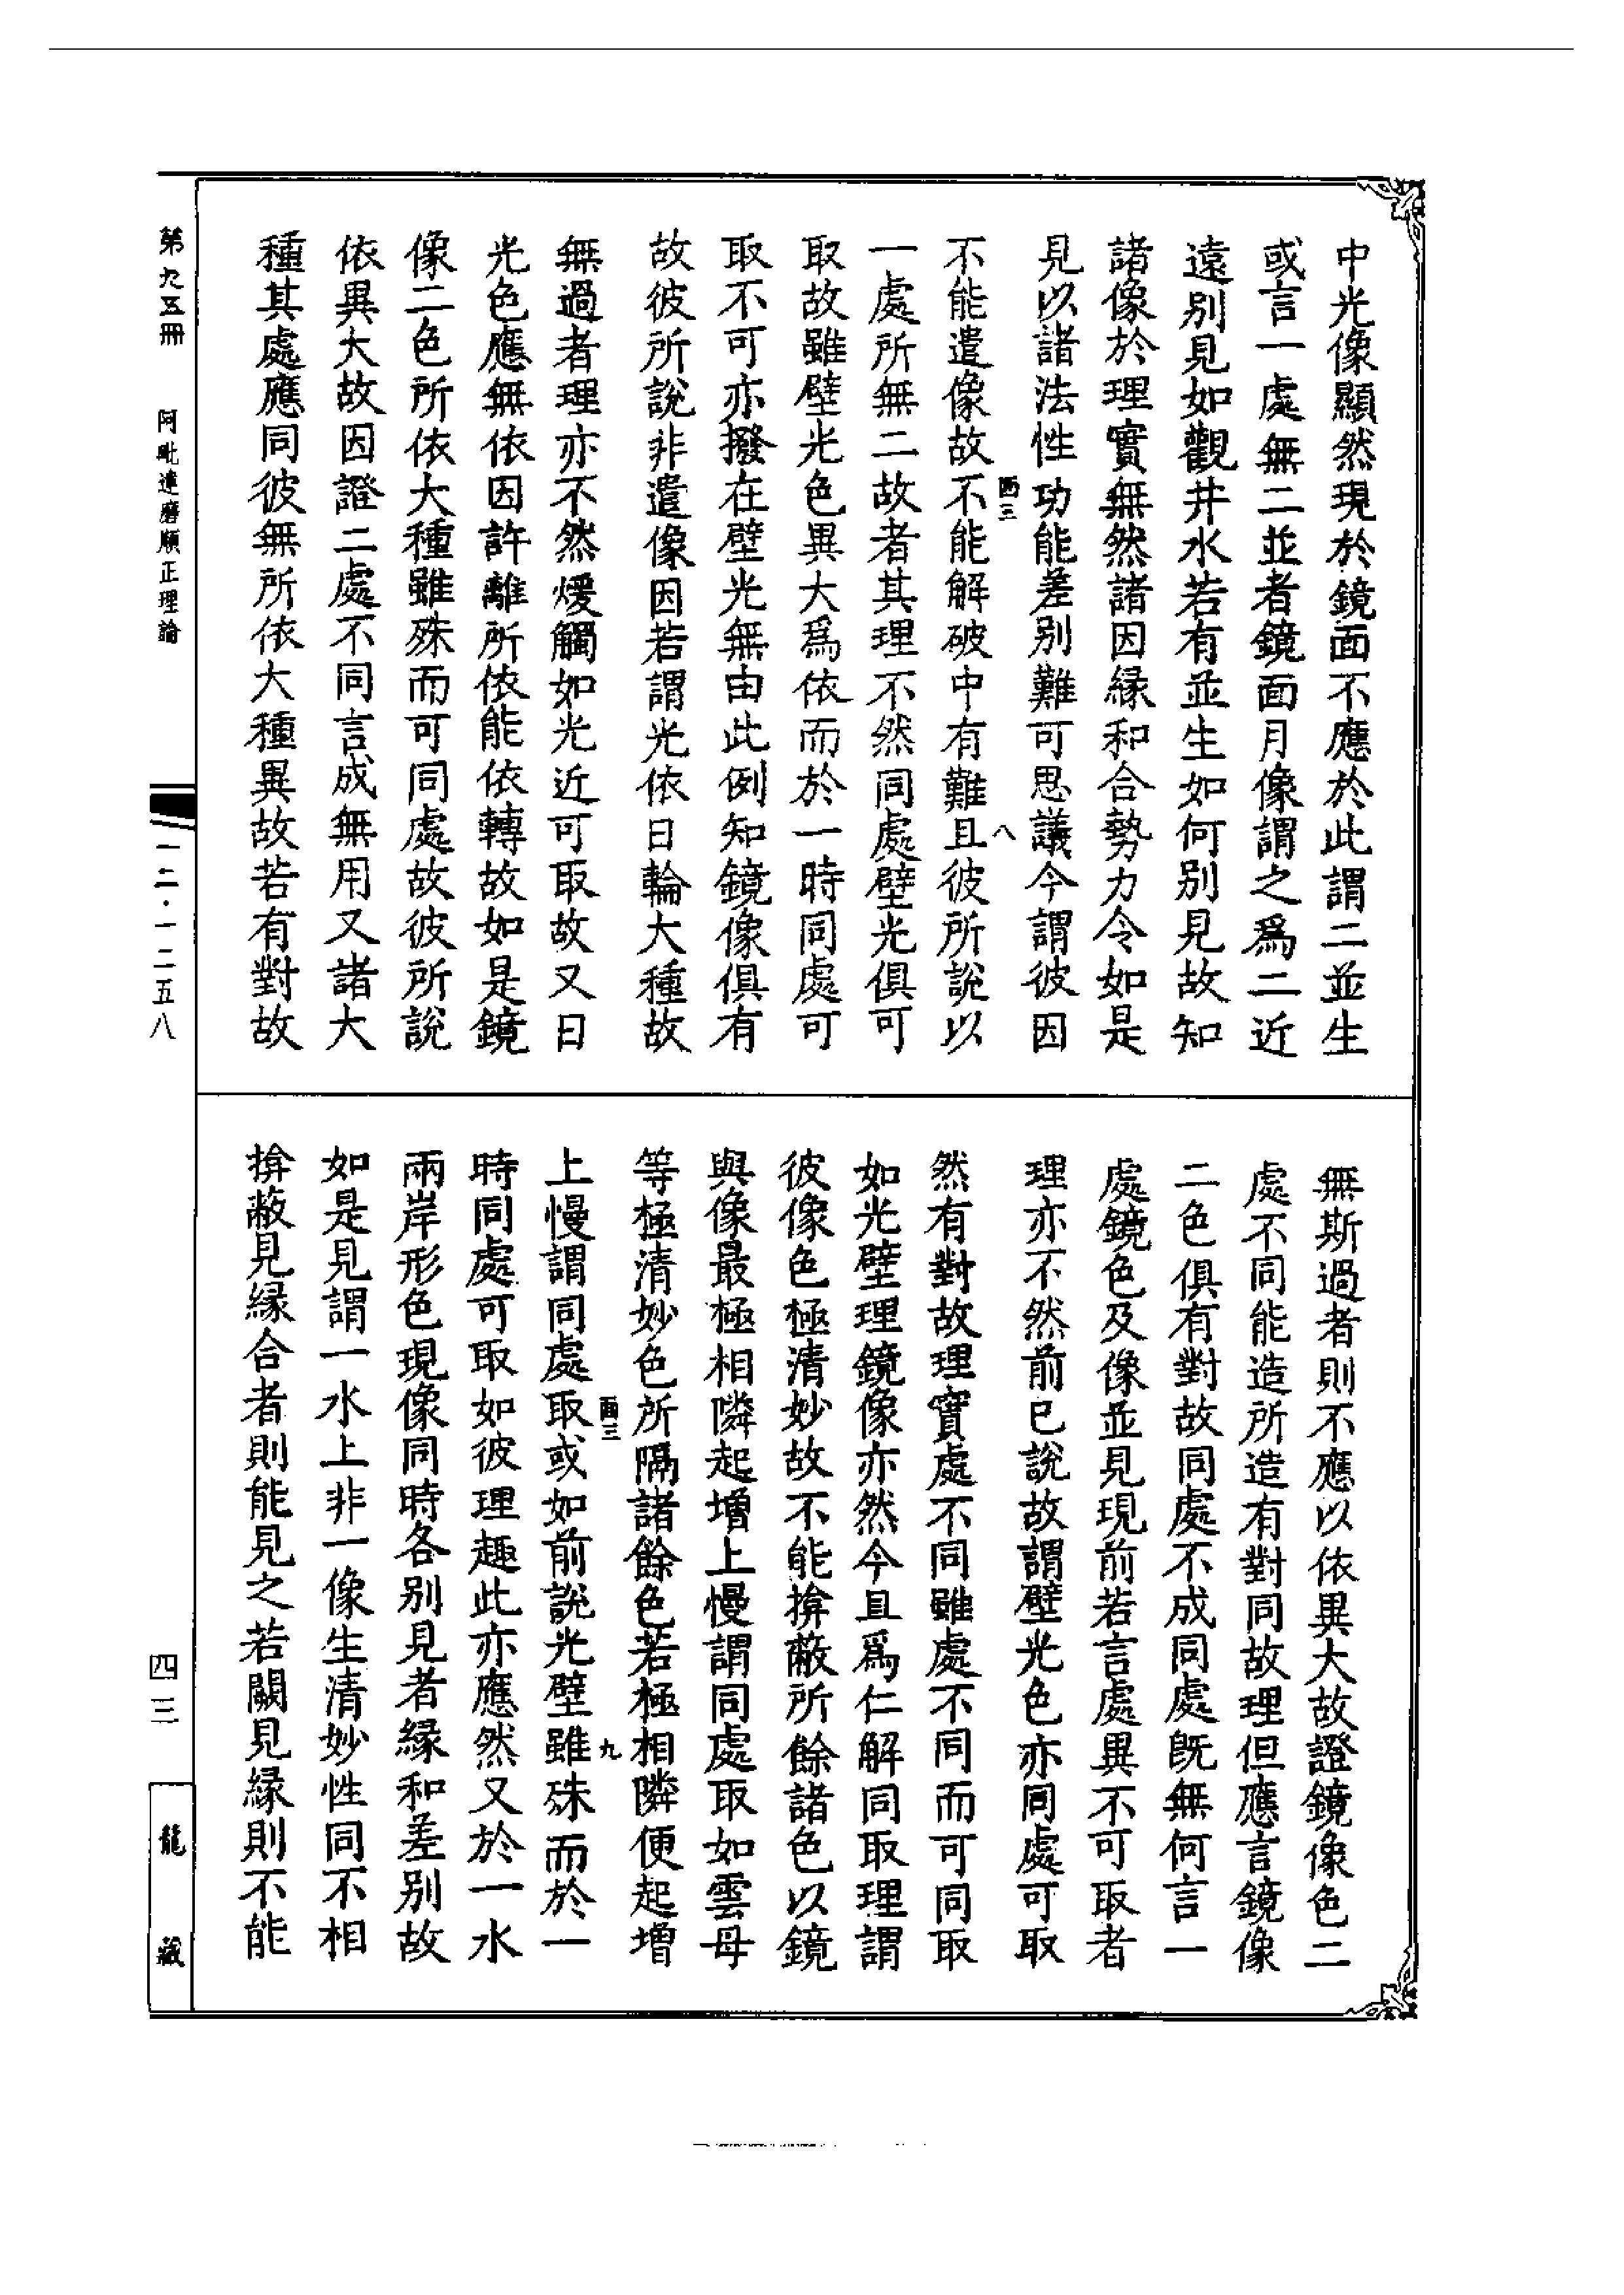 中光像顯然現於鏡面不應於此謂二並生
或言一處無二並者鏡面月像謂之爲二近
遠別見如觀井水若有並生如何別見故知
諸像於理實無然諸因緣和合勢力令如是
見以諸法性功能差別難可思議今謂彼因
不能遣像故不能解破中有難且彼所說以
一處所無二故者其理不然同處壁光俱可
取故雖壁光色異大爲依而於一時同處可
取不可亦撥在壁光無由此例知鏡像俱有
故彼所說非遣像因若謂光依日輪大種故
無過者理亦不然煖觸如光近可取故又日
光色應無依因許離所依能依轉故如是鏡
像二色所依大種雖殊而可同處故彼所說
依異大故因證二處不同言成無用又諸大
種其處應同彼無所依大種異故若有對故
無斯過者則不應以依異大故證鏡像色二
處不同能造所造有對同故理但應言鏡像
二色俱有對故同處不成同處旣無何言一
處鏡色及像並見現前若言處異不可取者
理亦不然前已說故謂壁光色亦同處可取
然有對故理實處不同雖處不同而可同取
如光壁理鏡像亦然今且爲仁解同取理謂
彼像色極清妙故不能揜蔽所餘諸色以鏡
與像最極相隣起增上慢謂同處取如雲母
等極清妙色所隔諸餘色若極相隣便起增
上慢謂同處取或如前說光壁雖殊而於一
時同處可取如彼理趣此亦應然又於一水
兩岸形色現像同時各別見者緣和差別故
如是見謂一水上非一像生清妙性同不相
揜蔽見緣合者則能見之若闕見緣則不能
西三
八
西三
九
第九五冊
阿毗達磨順正理論
一二·一二五八
四三
龍藏